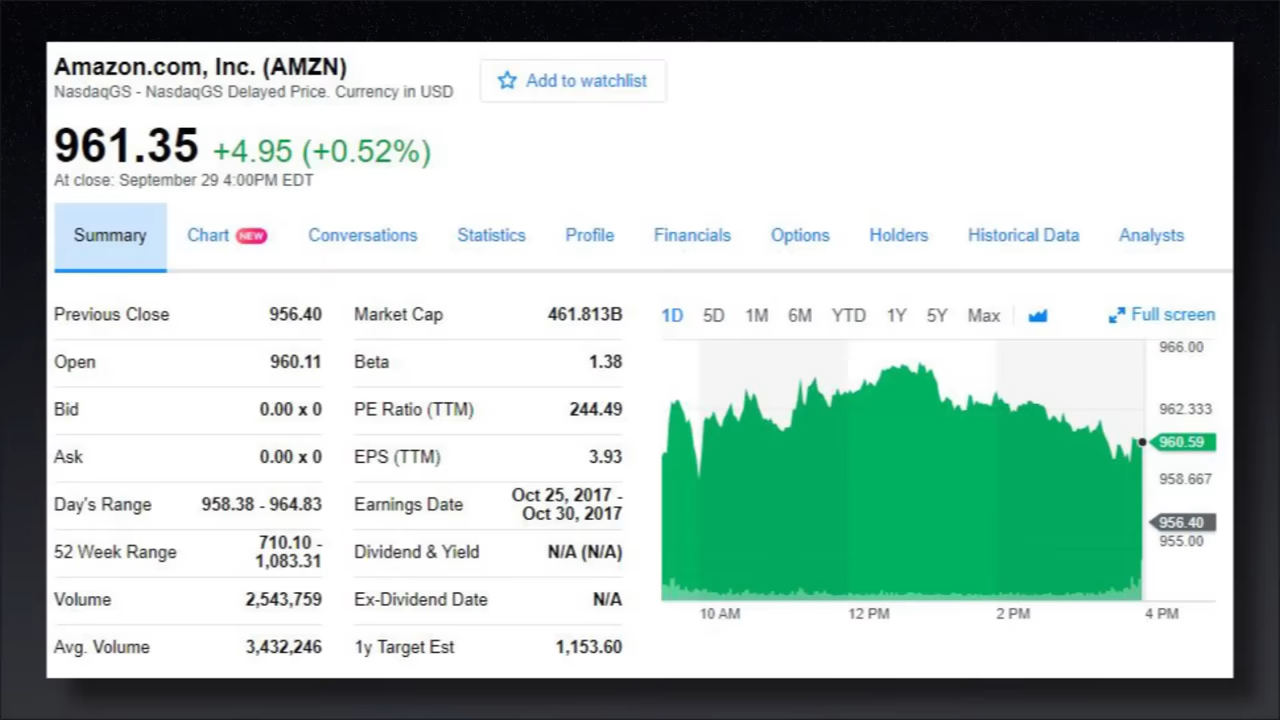 Amazon.com, Inc. (AMZN)
NasdaqGS - NasdaqGS Delayed Price. Currency in USD
Add to watchlist
961.35 +4.95 (+0.52%)
At close: September 29 4:00PM EDT
Summary Chart NEW Conversations Statistics Profile Financials Options Holders Historical Data Analysts
Previous Close 956.40
Open 960.11
Bid 0.00 x 0
Ask 0.00 x 0
Day's Range 958.38 - 964.83
52 Week Range 710.10 -
1,083.31
Volume 2,543,759
Avg. Volume 3,432,246
Market Cap 461.813B
Beta 1.38
PE Ratio (TTM) 244.49
EPS (TTM) 3.93
Earnings Date Oct 25, 2017 -
Oct 30, 2017
Dividend & Yield N/A (N/A)
Ex-Dividend Date N/A
1y Target Est 1,153.60
1D 5D 1M 6M YTD 1Y 5Y Max Full screen
966.00
962.333
960.59
958.667
956.40
955.00
10 AM 12 PM 2 PM 4 PM